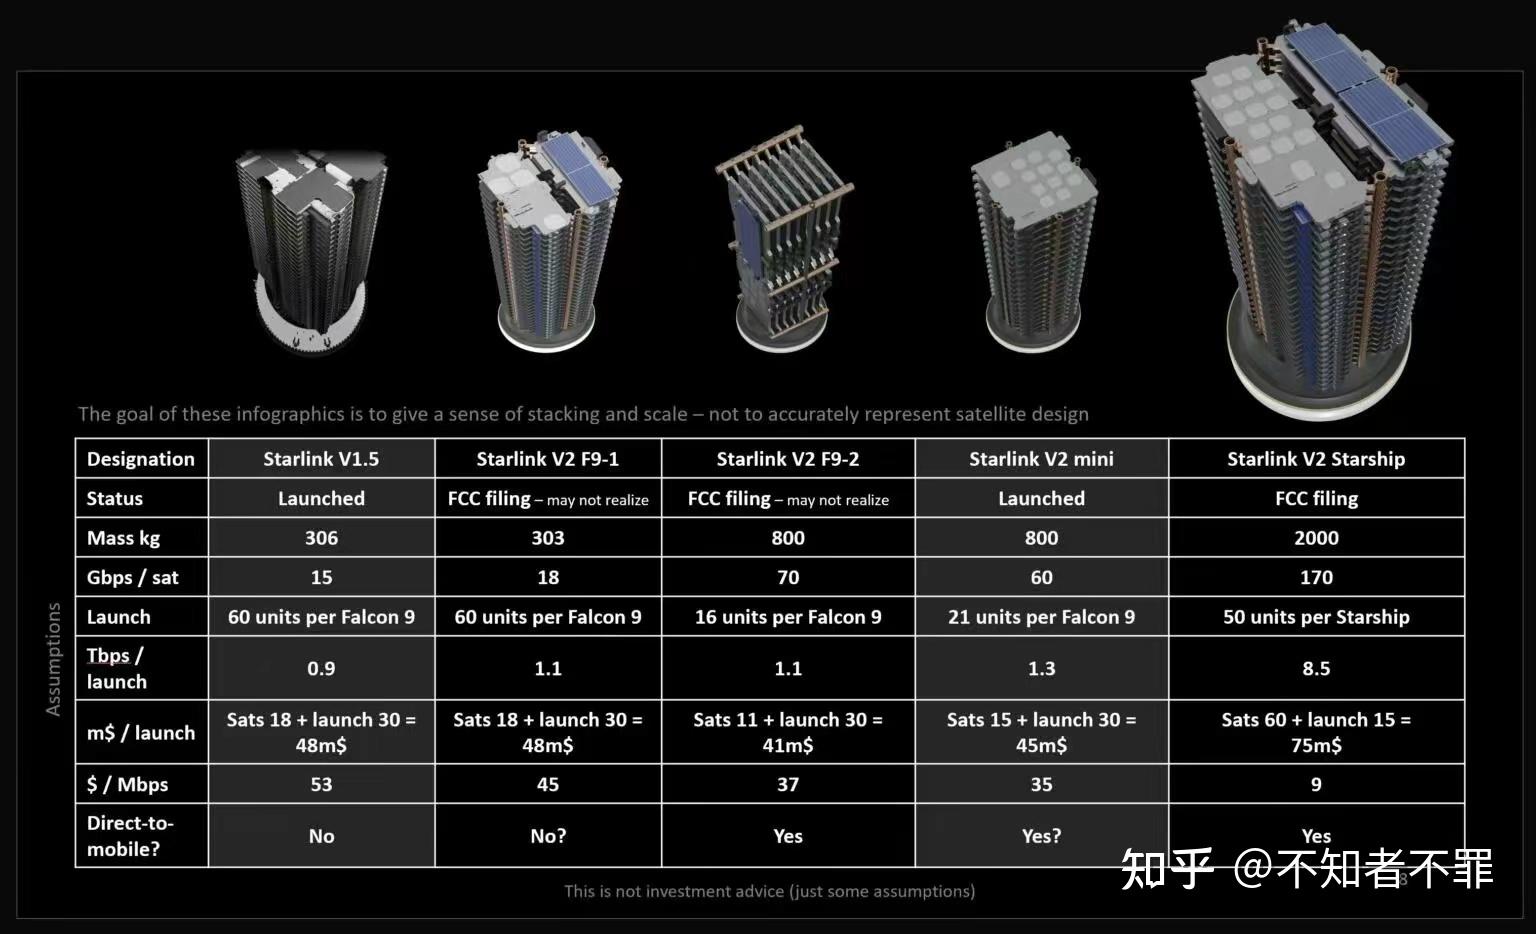 The goal of these infographics is to give a sense of stacking and scale – not to accurately represent satellite design
Assumptions
Designation Starlink V1.5 Starlink V2 F9-1 Starlink V2 F9-2 Starlink V2 mini Starlink V2 Starship
Status Launched FCC filing – may not realize FCC filing – may not realize Launched FCC filing
Mass kg 306 303 800 800 2000
Gbps / sat 15 18 70 60 170
Launch 60 units per Falcon 9 60 units per Falcon 9 16 units per Falcon 9 21 units per Falcon 9 50 units per Starship
Tbps /
launch 0.9 1.1 1.1 1.3 8.5
m$ / launch Sats 18 + launch 30 = Sats 18 + launch 30 = Sats 11 + launch 30 = Sats 15 + launch 30 = Sats 60 + launch 15 =
48m$ 48m$ 41m$ 45m$ 75m$
$ / Mbps 53 45 37 35 9
Direct-to-
mobile? No No? Yes Yes? Yes
This is not investment advice (just some assumptions)
8
知乎 @不知者不罪